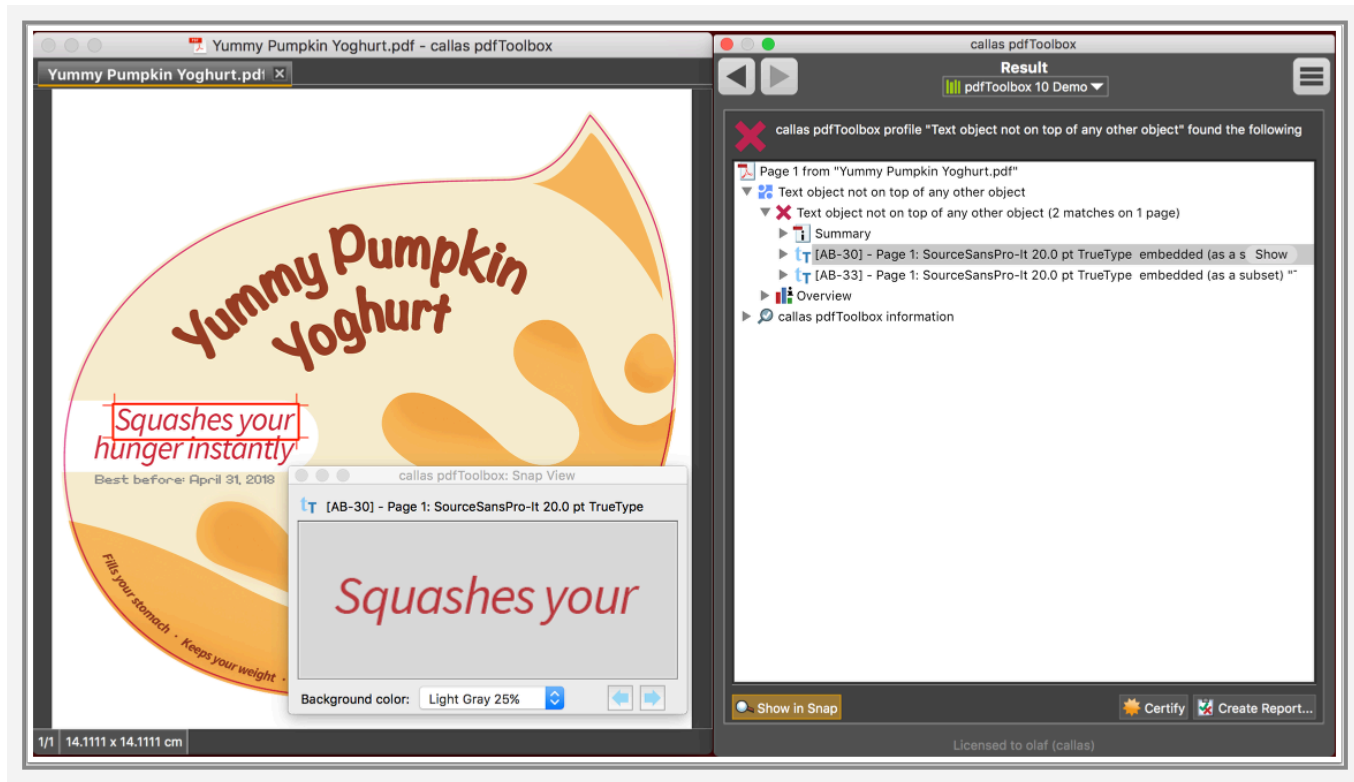 Yummy Pumpkin Yoghurt.pdf - callas pdfToolbox
Yummy Pumpkin Yoghurt.pdf
Yummy Pumpkin
Yoghurt
Squashes your
hunger instantly
Best before: April 31, 2018
Fills your stomach · Keeps your weight ·
callas pdfToolbox: Snap View
[AB-30] - Page 1: SourceSansPro-It 20.0 pt TrueType
Squashes your
Background color: Light Gray 25%
1/1 14.1111 x 14.1111 cm
callas pdfToolbox
Result
pdfToolbox 10 Demo
callas pdfToolbox profile "Text object not on top of any other object" found the following
Page 1 from "Yummy Pumpkin Yoghurt.pdf"
Text object not on top of any other object
Text object not on top of any other object (2 matches on 1 page)
Summary
[AB-30] - Page 1: SourceSansPro-It 20.0 pt TrueType embedded (as a s Show
[AB-33] - Page 1: SourceSansPro-It 20.0 pt TrueType embedded (as a subset) "
Overview
callas pdfToolbox information
Show in Snap
Certify
Create Report...
Licensed to olaf (callas)